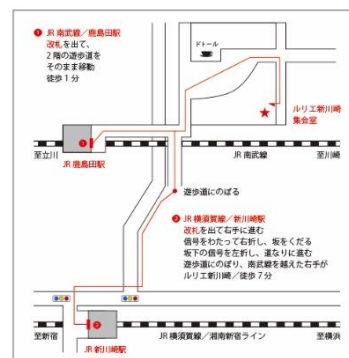 ❶ JR 南武線／鹿島田駅
改札を出て、
2階の遊歩道を
そのまま移動
徒歩1分
ドトール
ルリエ新川崎
集会室
至立川
JR 鹿島田駅
JR 南武線
至川崎
遊歩道にのぼる
❷ JR 横須賀線／新川崎駅
改札を出て右手に進む
信号をわたって右折し、坂をくだる
坂下の信号を左折し、道なりに進む
遊歩道にのぼり、南武線を越えた右手が
ルリエ新川崎／徒歩7分
至新宿
JR 新川崎駅
JR 横須賀線／湘南新宿ライン
至横浜